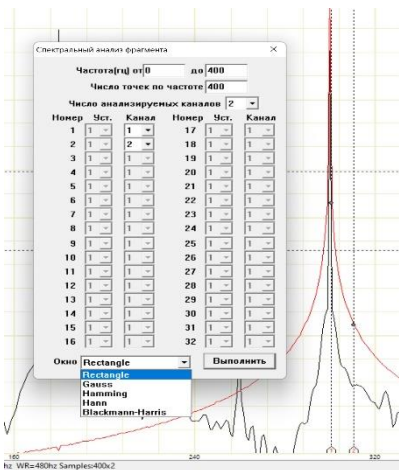 Спектральный анализ фрагмента ×
Частота(гц) от 0 до 400
Число точек по частоте 400
Число анализируемых каналов 2
Номер Уст. Канал Номер Уст. Канал
1 1 1 17 1 1
2 1 2 18 1 1
3 1 1 19 1 1
4 1 1 20 1 1
5 1 1 21 1 1
6 1 1 22 1 1
7 1 1 23 1 1
8 1 1 24 1 1
9 1 1 25 1 1
10 1 1 26 1 1
11 1 1 27 1 1
12 1 1 28 1 1
13 1 1 29 1 1
14 1 1 30 1 1
15 1 1 31 1 1
16 1 1 32 1 1
Окно Rectangle Выполнить
Rectangle
Gauss
Hamming
Hann
Blackmann-Harris
160 240 320
hz WR=480hz Samples:400x2